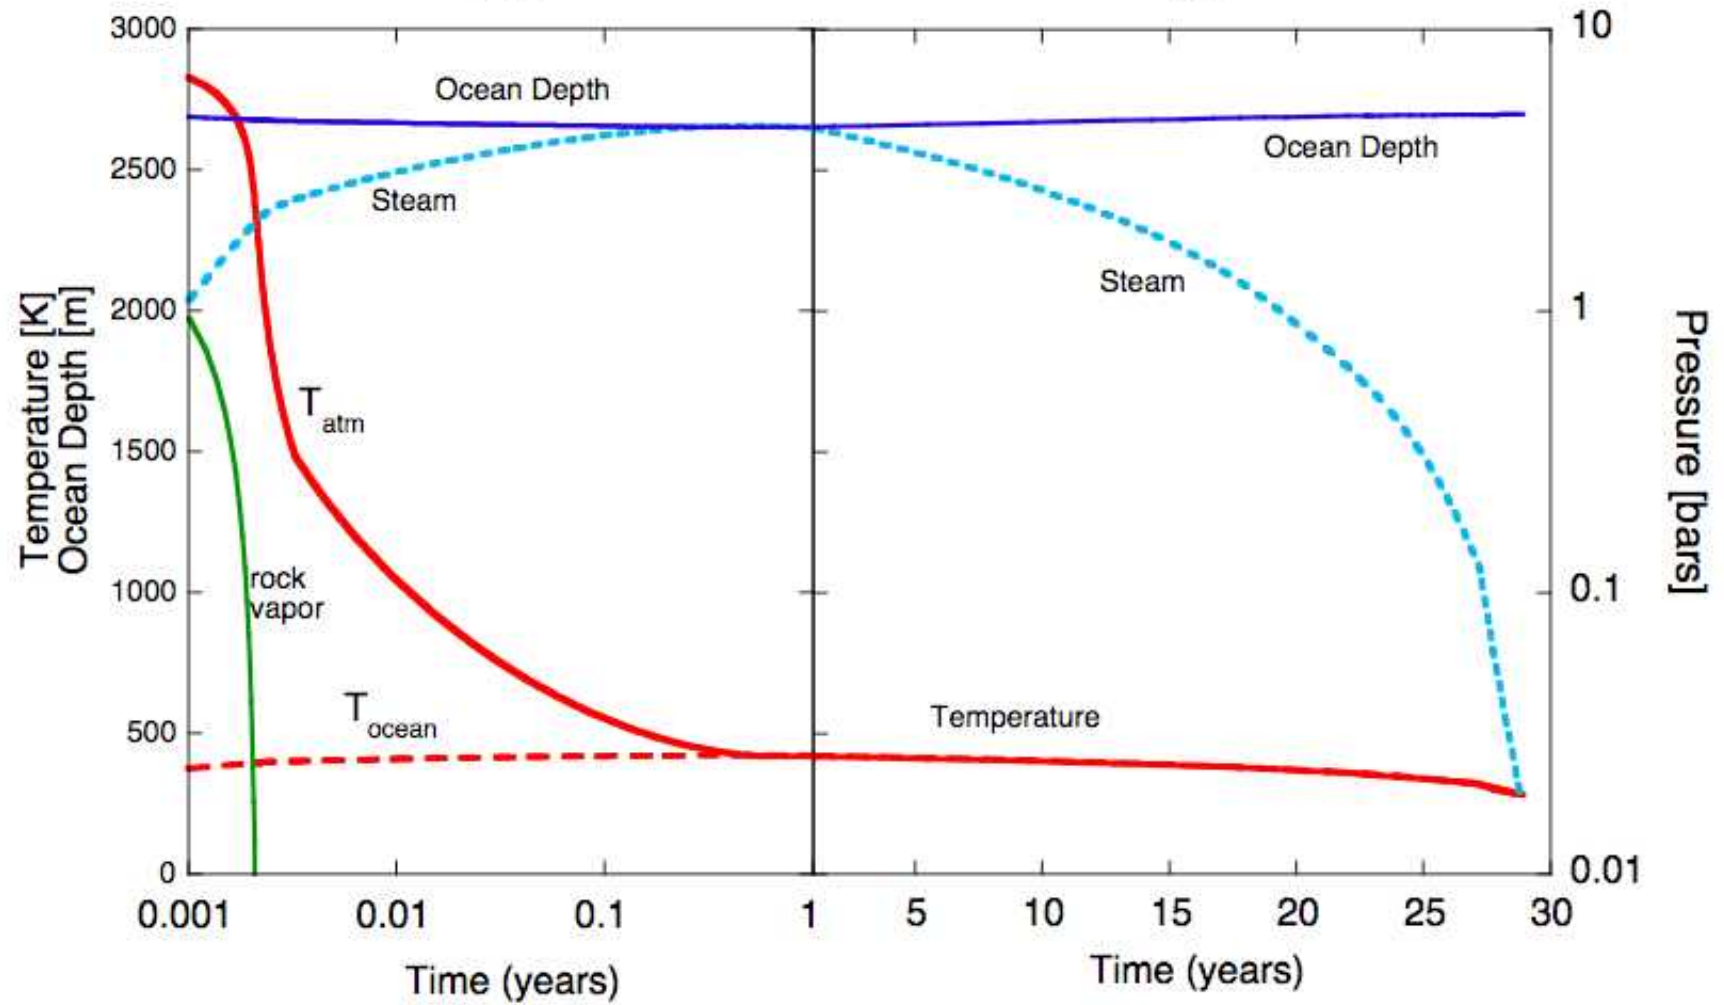 3000
2500
2000
1500
1000
500
0
Temperature [K]
Ocean Depth [m]
Ocean Depth
Steam
T atm
rock
vapor
T ocean
0.001
0.01
0.1
1
Time (years)
Ocean Depth
Steam
Temperature
5
10
15
20
25
30
Time (years)
10
1
0.1
0.01
Pressure [bars]